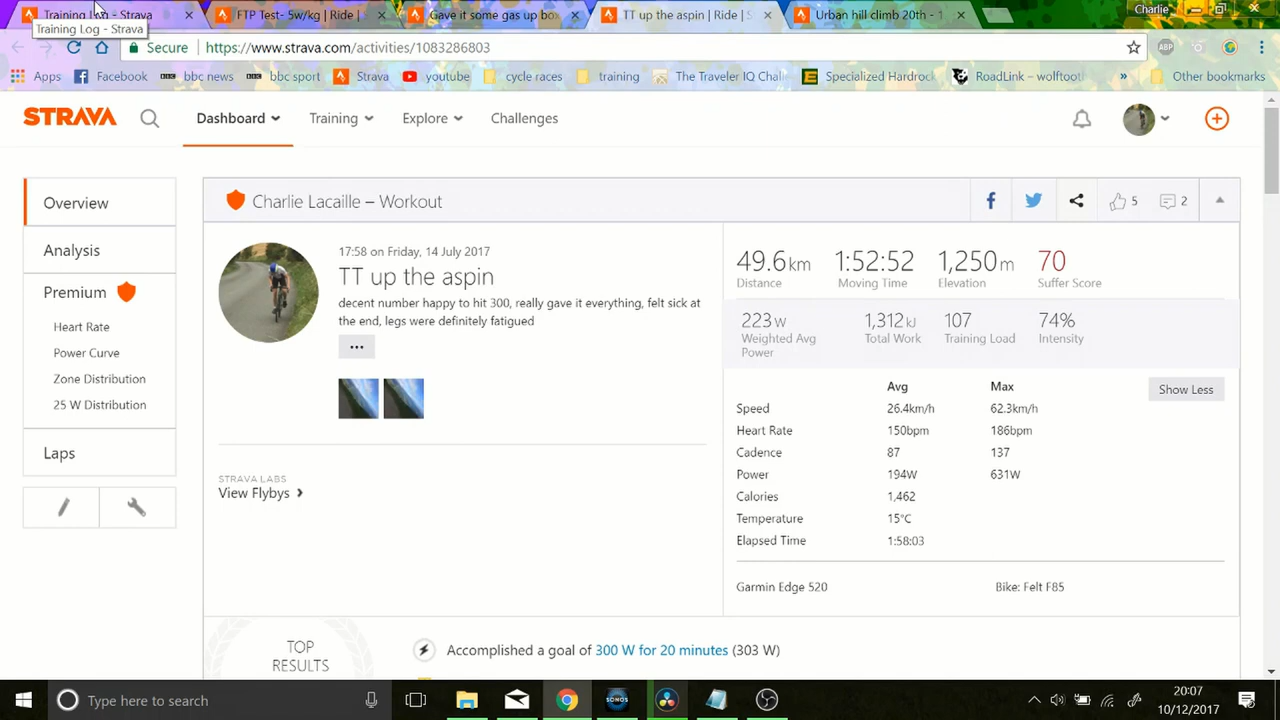 Training Log - Strava
FTP Test- 5w/kg | Ride |
Gave it some gas up box
TT up the aspin | Ride | S
Urban hill climb 20th - 1
Charlie
Training Log - Strava
Secure
https://www.strava.com/activities/1083286803
ABP
Apps
Facebook
bbc news
bbc sport
Strava
youtube
cycle races
training
The Traveler IQ Chal
Specialized Hardrock
RoadLink – wolftoot
»
Other bookmarks
STRAVA
Dashboard
Training
Explore
Challenges
Overview
Analysis
Premium
Heart Rate
Power Curve
Zone Distribution
25 W Distribution
Laps
Charlie Lacaille – Workout
5
2
17:58 on Friday, 14 July 2017
TT up the aspin
decent number happy to hit 300, really gave it everything, felt sick at
the end, legs were definitely fatigued
STRAVA LABS
View Flybys
49.6km
Distance
1:52:52
Moving Time
1,250m
Elevation
70
Suffer Score
223W
Weighted Avg
Power
1,312kJ
Total Work
107
Training Load
74%
Intensity
Avg Max
Show Less
Speed 26.4km/h 62.3km/h
Heart Rate 150bpm 186bpm
Cadence 87 137
Power 194W 631W
Calories 1,462
Temperature 15°C
Elapsed Time 1:58:03
Garmin Edge 520
Bike: Felt F85
TOP
RESULTS
Accomplished a goal of 300 W for 20 minutes (303 W)
Type here to search
SONOS
20:07
10/12/2017